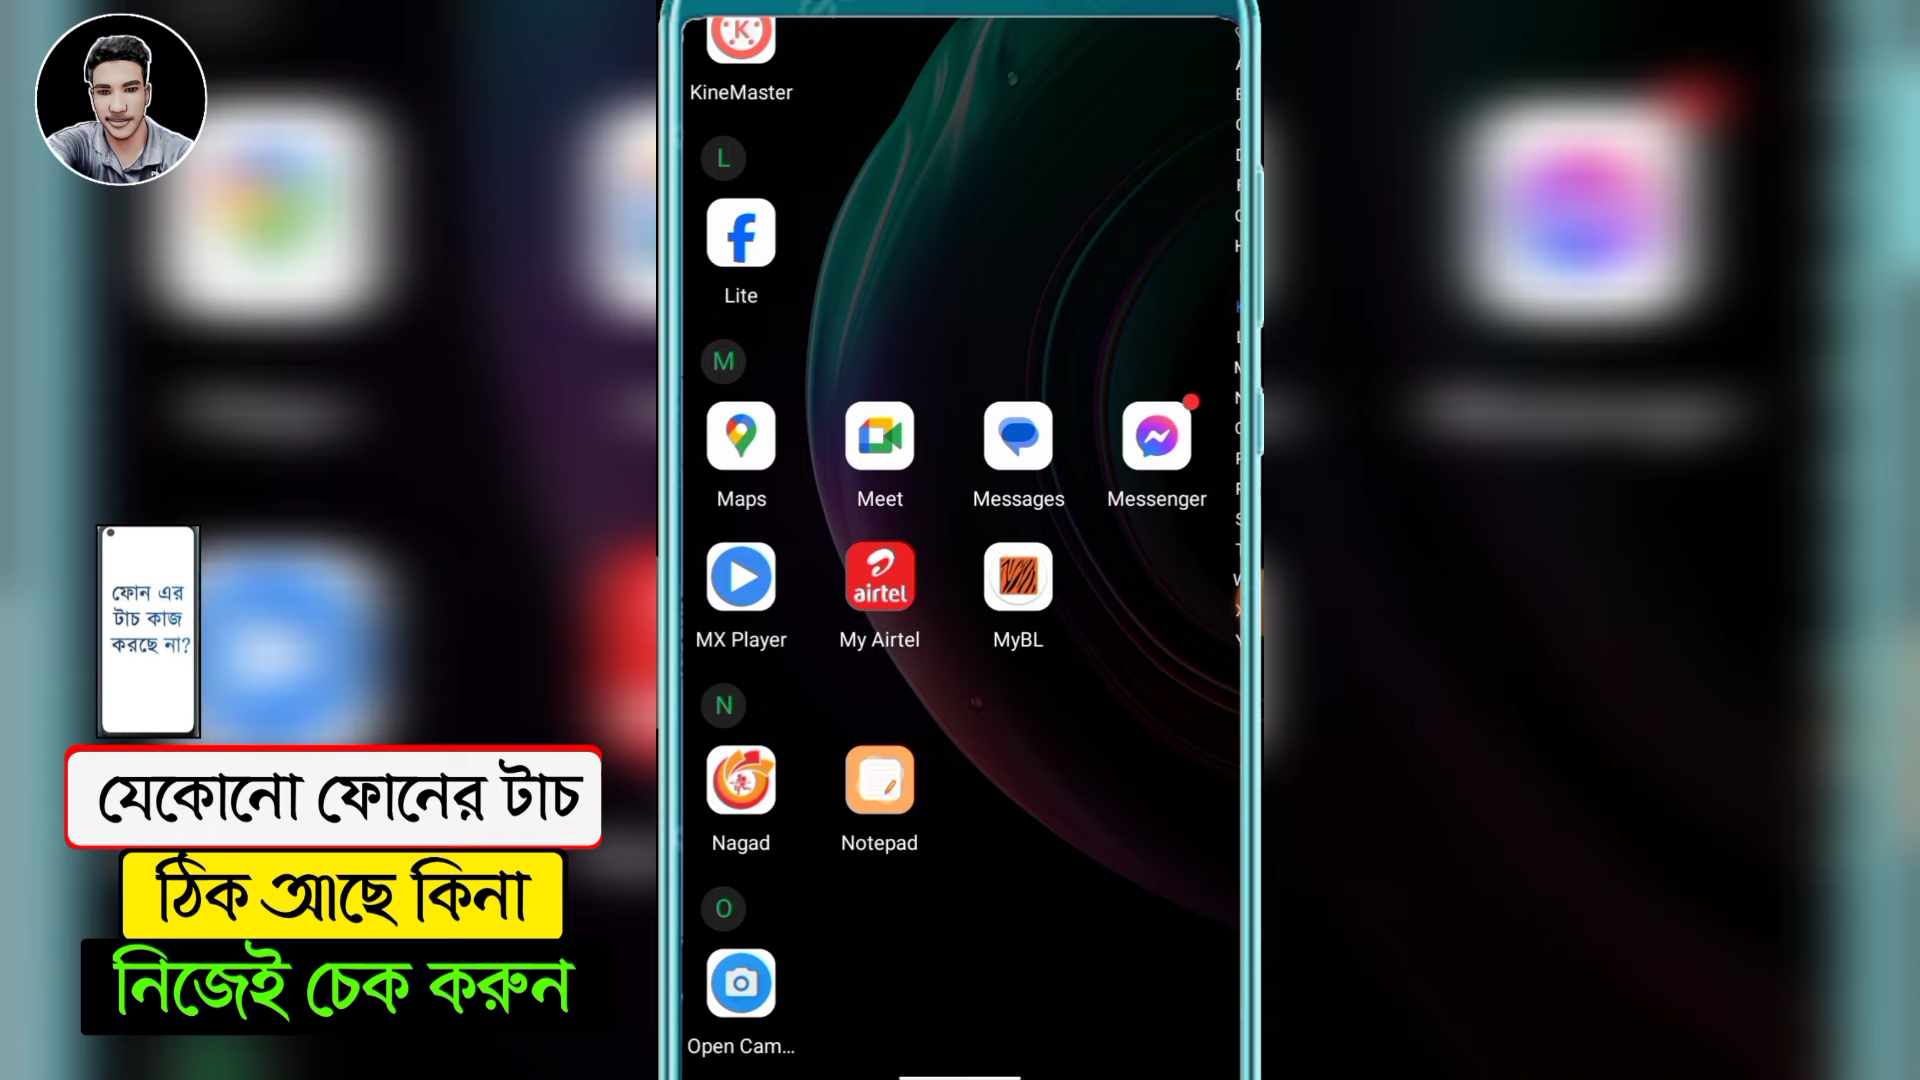 KineMaster
L
Lite
M
Maps Meet Messages Messenger
airtel
MX Player My Airtel MyBL
N
Nagad Notepad
O
Open Cam...
ফোন এর
টাচ কাজ
করছে না?
যেকোনো ফোনের টাচ
ঠিক আছে কিনা
নিজেই চেক করুন